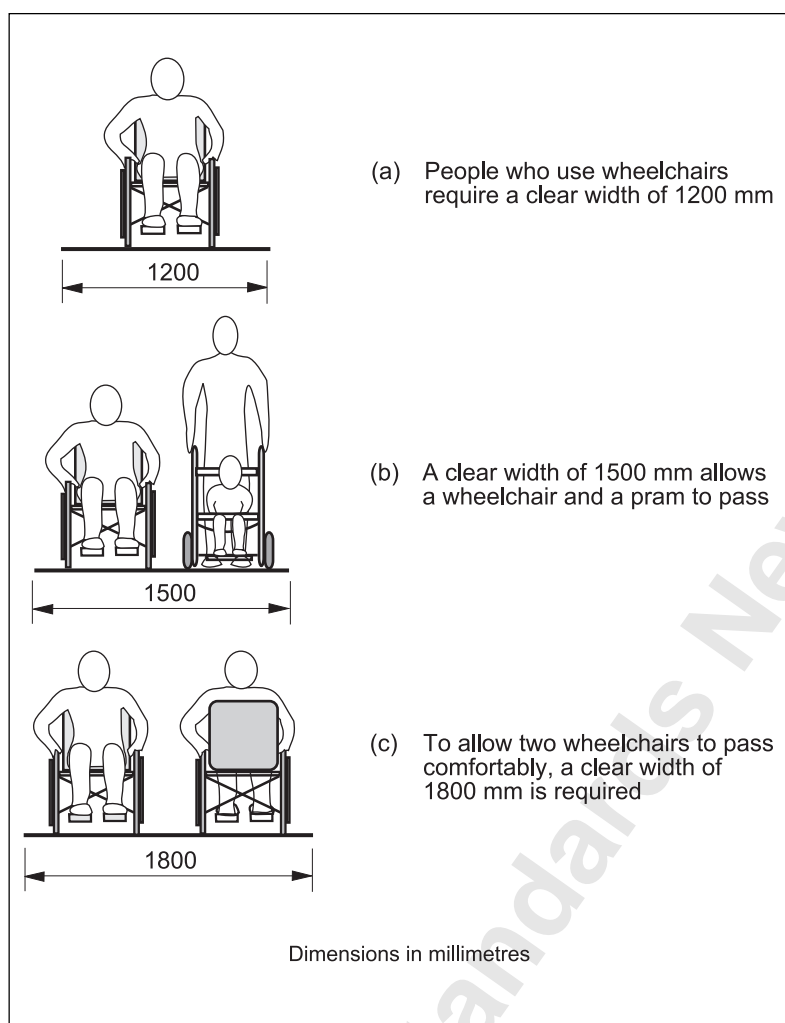 (a) People who use wheelchairs
require a clear width of 1200 mm
1200
(b) A clear width of 1500 mm allows
a wheelchair and a pram to pass
1500
(c) To allow two wheelchairs to pass
comfortably, a clear width of
1800 mm is required
1800
Dimensions in millimetres